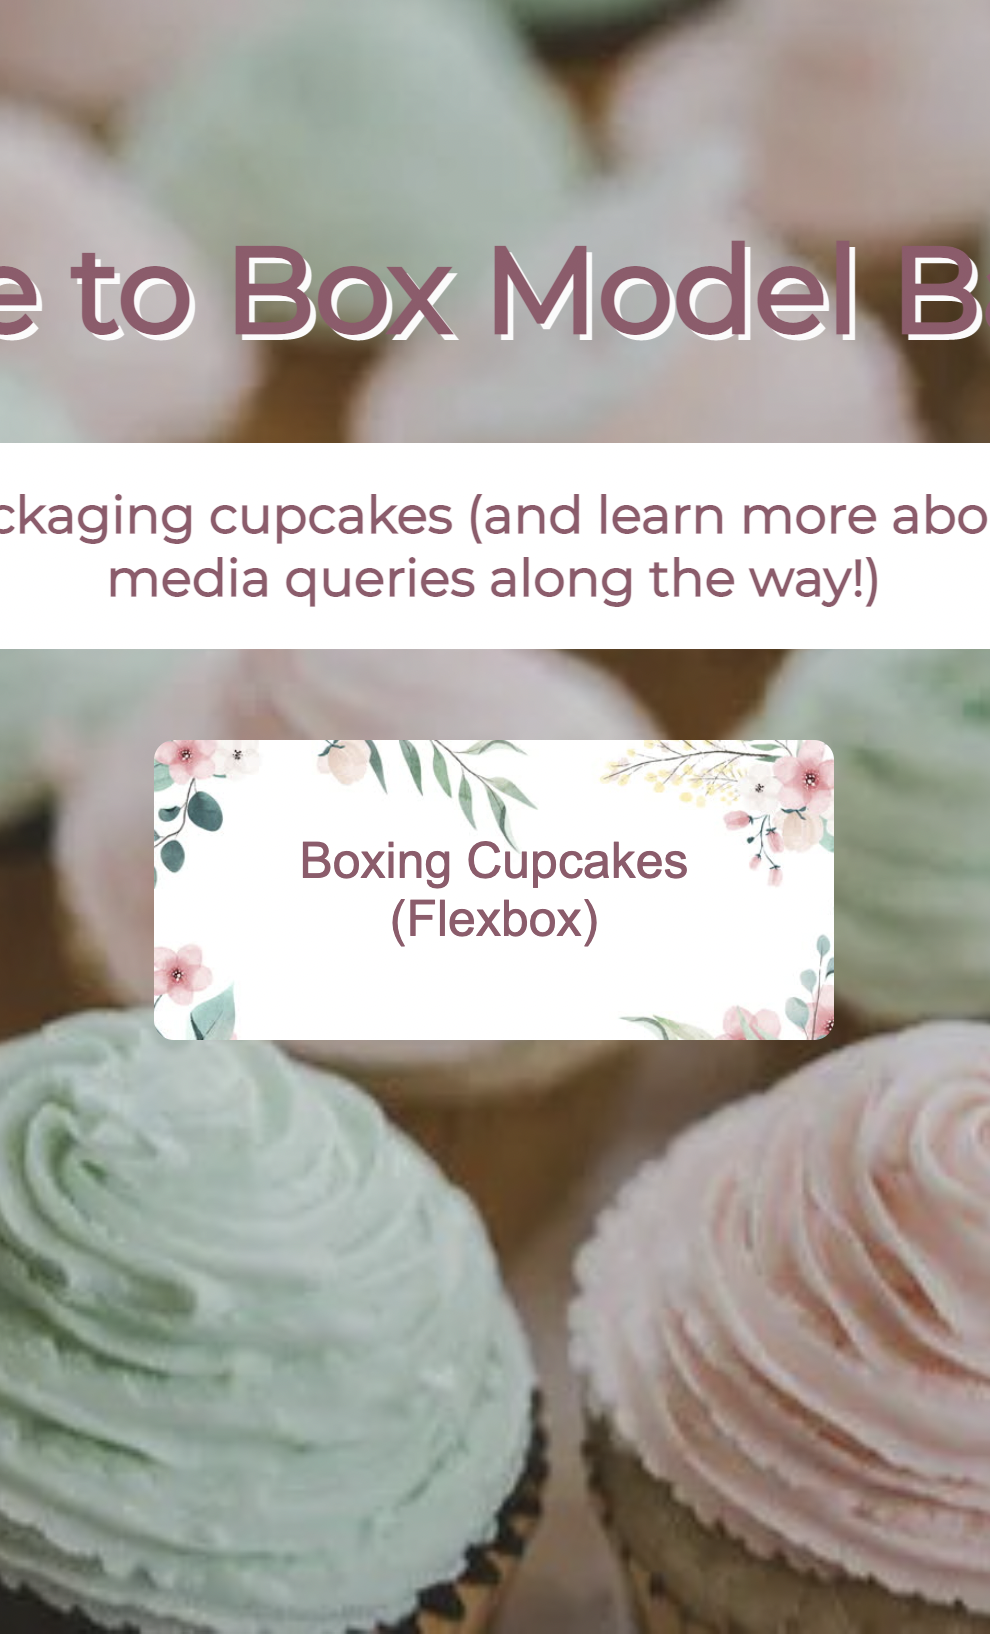 e to Box Model B
ckaging cupcakes (and learn more abo
media queries along the way!)
Boxing Cupcakes
(Flexbox)